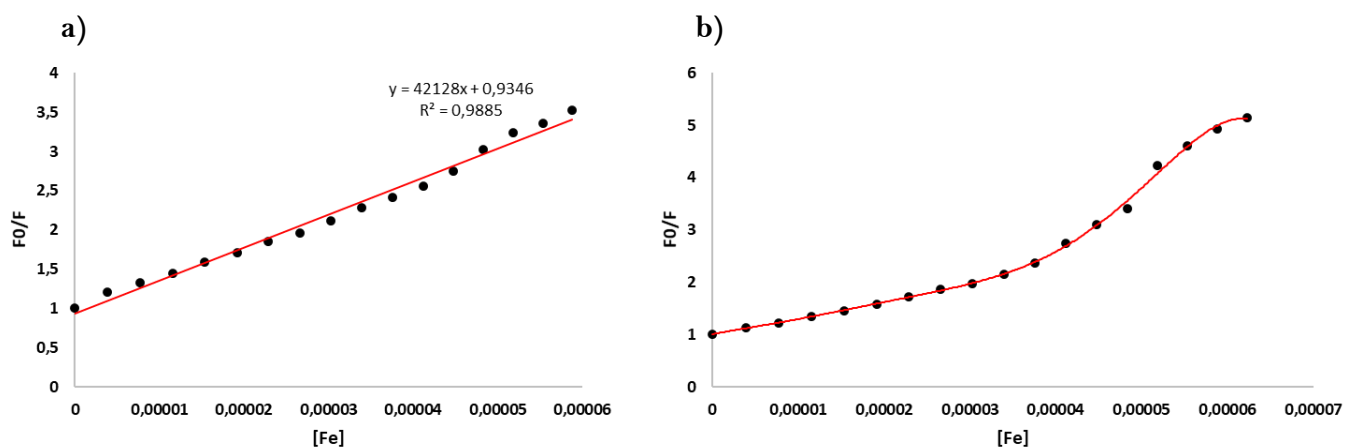 a)
4
3,5
3
2,5
2
1,5
1
0,5
0
F0/F
y = 42128x + 0,9346
R² = 0,9885
0 0,00001 0,00002 0,00003 0,00004 0,00005 0,00006
[Fe]
b)
6
5
4
3
2
1
0
F0/F
0 0,00001 0,00002 0,00003 0,00004 0,00005 0,00006 0,00007
[Fe]